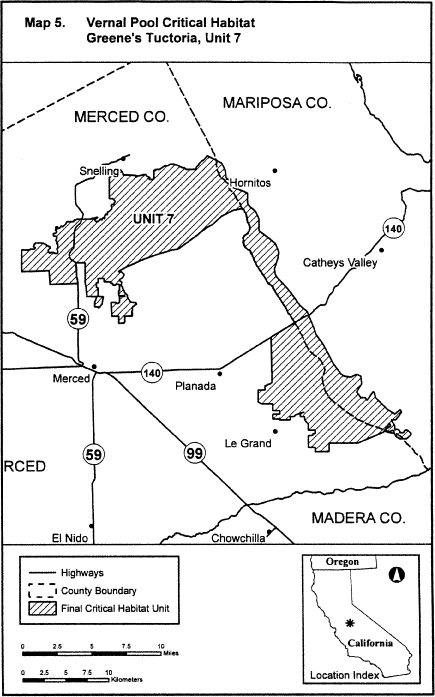 Map 5. Vernal Pool Critical Habitat
Greene's Tuctoria, Unit 7
MERCED CO.
MARIPOSA CO.
Snelling
Hornitos
UNIT 7
140
Catheys Valley
59
Merced
140
Planada
Le Grand
59
99
RCED
MADERA CO.
El Nido
Chowchilla
Highways
County Boundary
Final Critical Habitat Unit
0 2.5 5 7.5 10
Miles
0 2.5 5 7.5 10
Kilometers
Oregon
California
Location Index